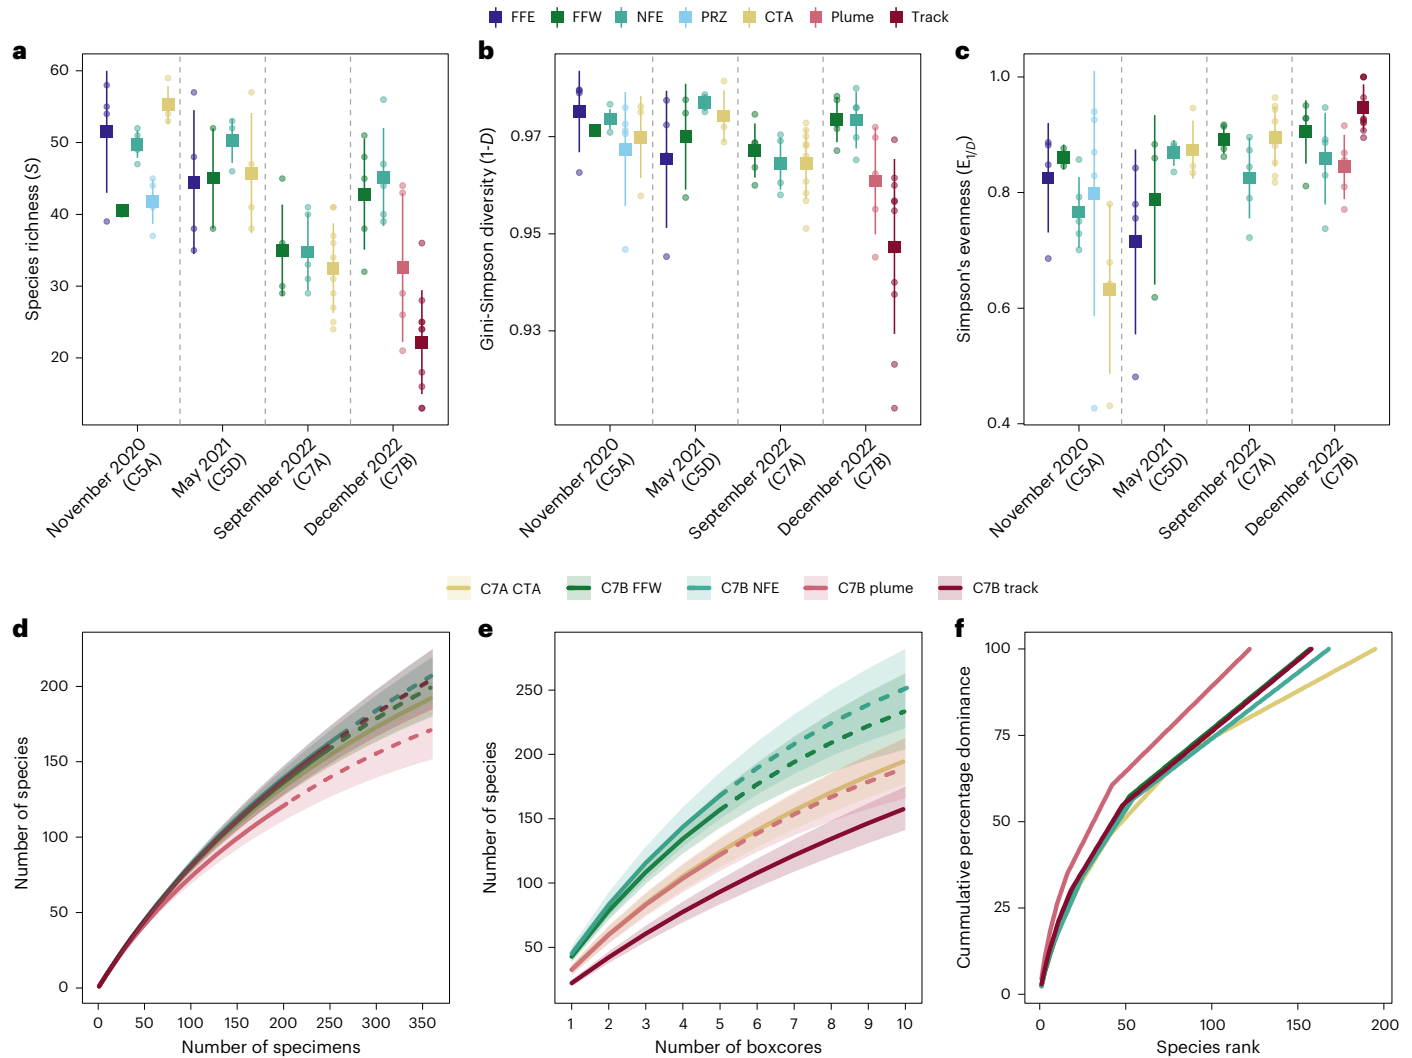 FFE FFW NFE PRZ CTA Plume Track
a
Species richness (S)
60
50
40
30
20
November 2020
(C5A)
May 2021
(C5D)
September 2022
(C7A)
December 2022
(C7B)
b
Gini-Simpson diversity (1-D)
0.97
0.95
0.93
November 2020
(C5A)
May 2021
(C5D)
September 2022
(C7A)
December 2022
(C7B)
c
Simpson's evenness (E1/D)
1.0
0.8
0.6
0.4
November 2020
(C5A)
May 2021
(C5D)
September 2022
(C7A)
December 2022
(C7B)
C7A CTA C7B FFW C7B NFE C7B plume C7B track
d
Number of species
200
150
100
50
0
0 50 100 150 200 250 300 350
Number of specimens
e
Number of species
250
200
150
100
50
1 2 3 4 5 6 7 8 9 10
Number of boxcores
f
Cummulative percentage dominance
100
75
50
25
0
0 50 100 150 200
Species rank